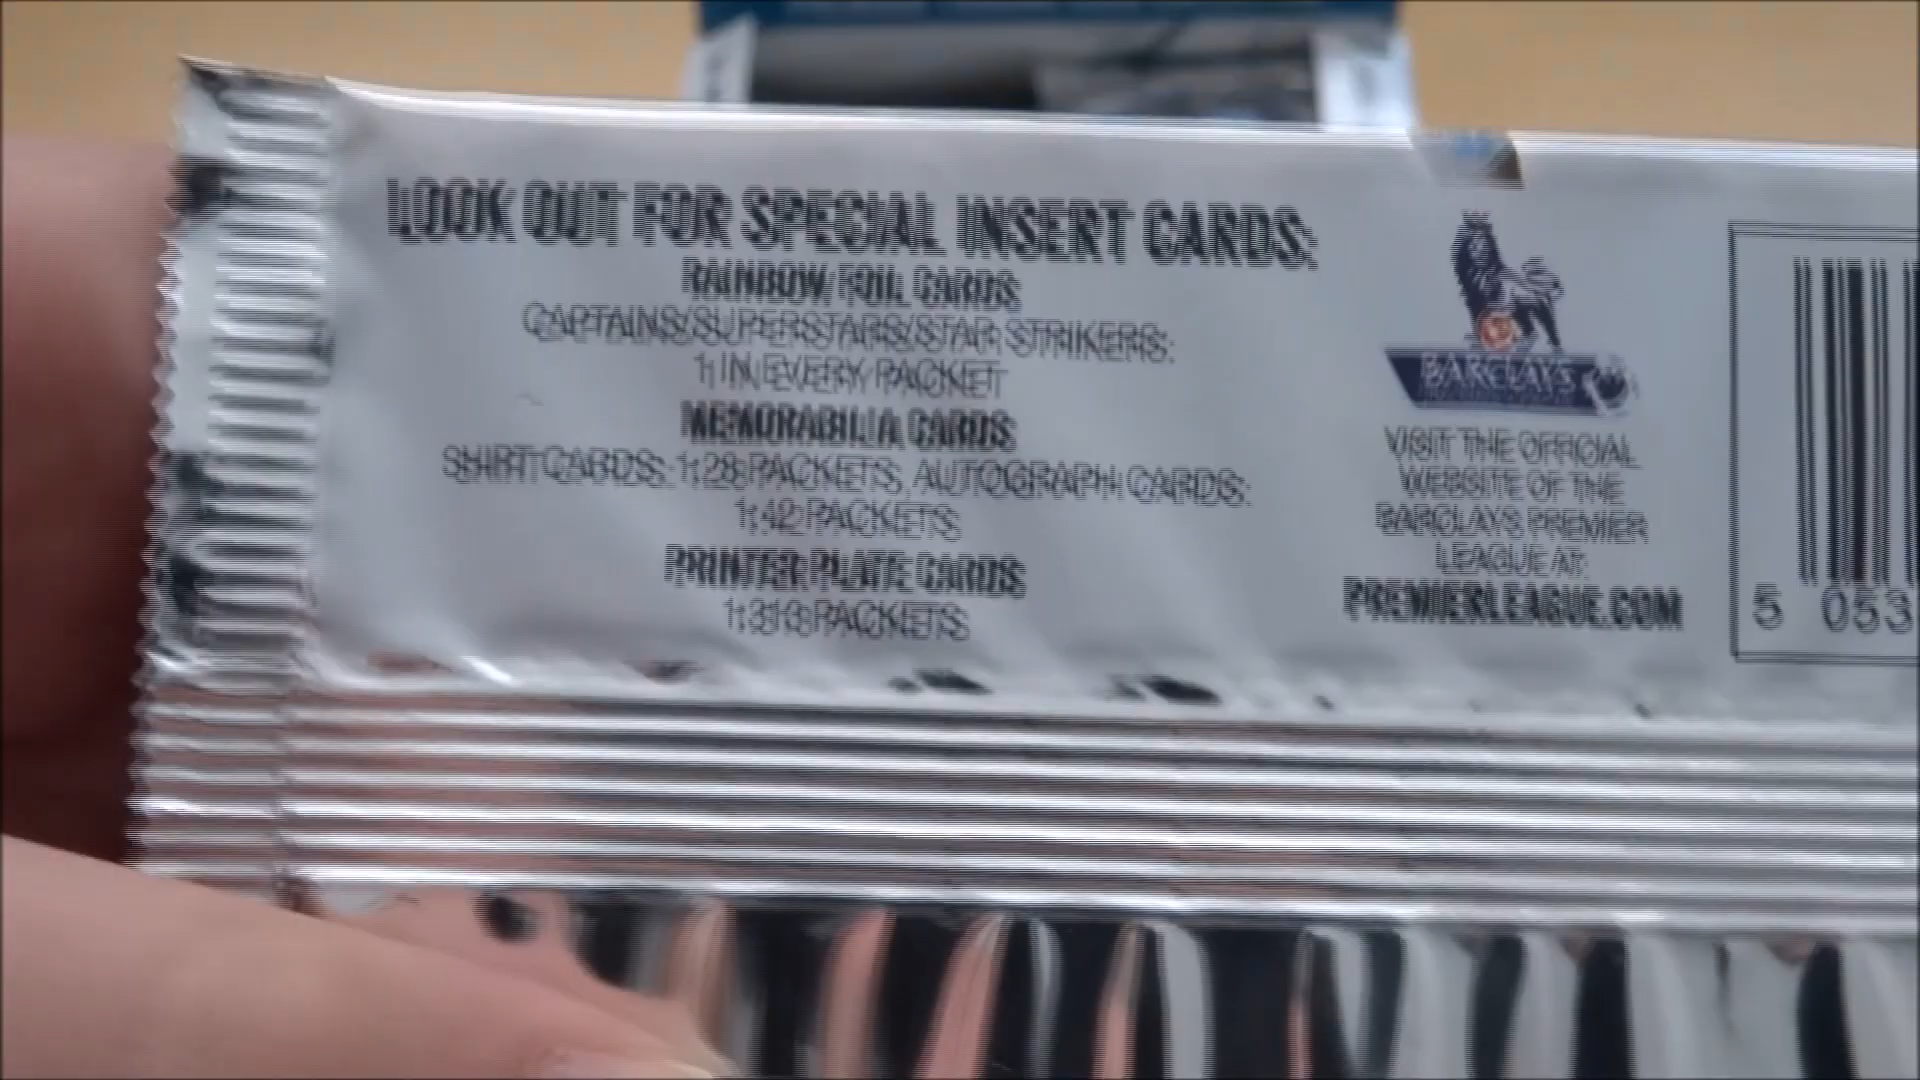 LOOK OUT FOR SPECIAL INSERT CARDS:
RAINBOW FOIL CARDS
CAPTAINS/SUPERSTARS/STAR STRIKERS:
1 IN EVERY PACKET
MEMORABILIA CARDS
SHIRT CARDS: 1:28 PACKETS, AUTOGRAPH CARDS:
1:42 PACKETS
PRINTER PLATE CARDS
1:313 PACKETS
BARCLAYS
VISIT THE OFFICIAL
WEBSITE OF THE
BARCLAYS PREMIER
LEAGUE AT:
PREMIERLEAGUE.COM
5 053